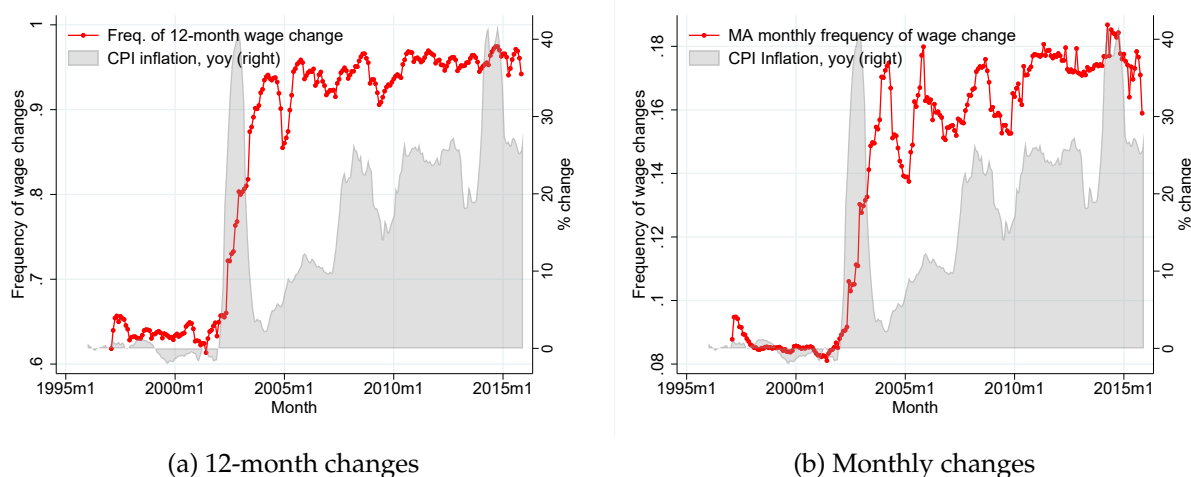 Freq. of 12-month wage change
CPI inflation, yoy (right)
Frequency of wage changes
1
.9
.8
.7
.6
40
30
20
10
0
% change
1995m1 2000m1 2005m1 2010m1 2015m1
Month
(a) 12-month changes
MA monthly frequency of wage change
CPI Inflation, yoy (right)
Frequency of wage changes
.18
.16
.14
.12
.1
.08
40
30
20
10
0
% change
1995m1 2000m1 2005m1 2010m1 2015m1
Month
(b) Monthly changes